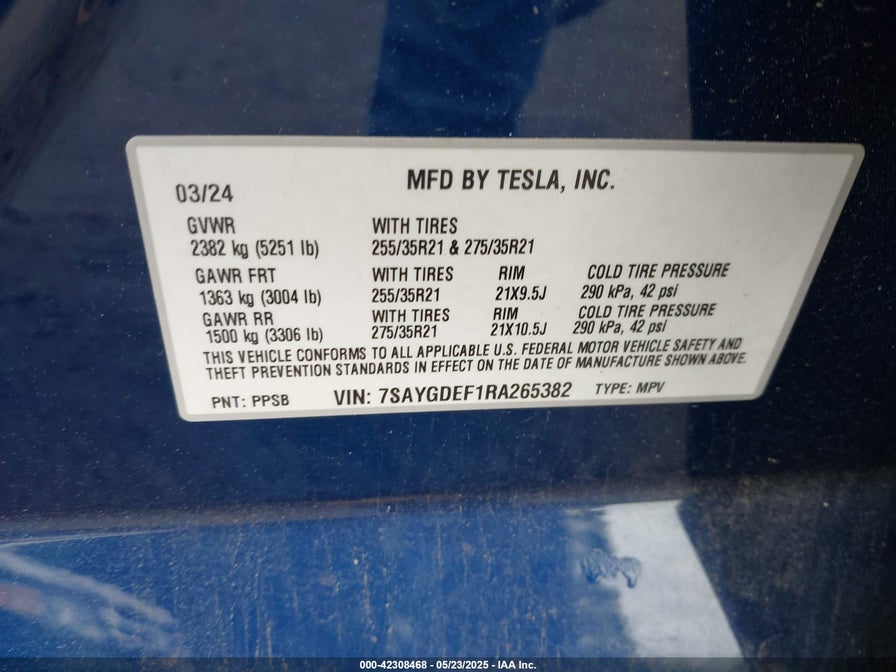 03/24 MFD BY TESLA, INC.
GVWR WITH TIRES
2382 kg (5251 lb) 255/35R21 & 275/35R21
GAWR FRT WITH TIRES RIM COLD TIRE PRESSURE
1363 kg (3004 lb) 255/35R21 21X9.5J 290 kPa, 42 psi
GAWR RR WITH TIRES RIM COLD TIRE PRESSURE
1500 kg (3306 lb) 275/35R21 21X10.5J 290 kPa, 42 psi
THIS VEHICLE CONFORMS TO ALL APPLICABLE U.S. FEDERAL MOTOR VEHICLE SAFETY AND
THEFT PREVENTION STANDARDS IN EFFECT ON THE DATE OF MANUFACTURE SHOWN ABOVE.
PNT: PPSB VIN: 7SAYGDEF1RA265382 TYPE: MPV
000-42308468 - 05/23/2025 - IAA Inc.